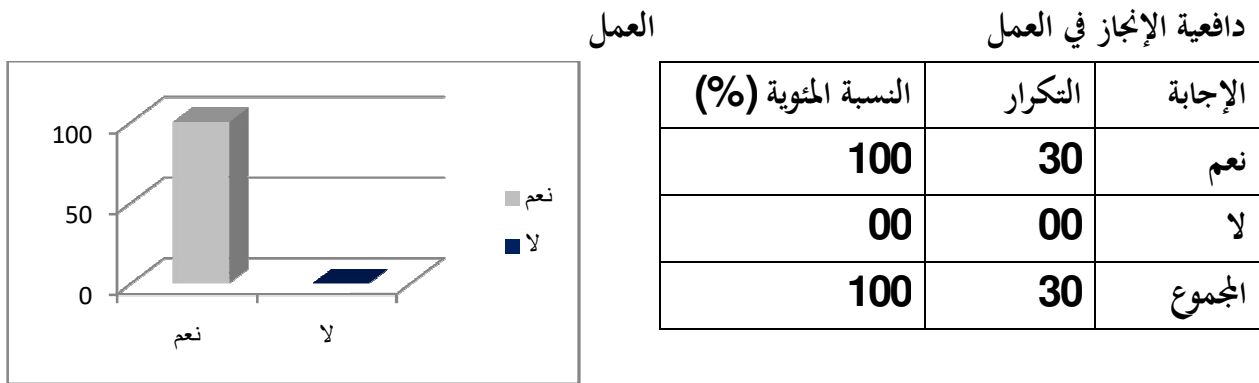 دافعية الإنجاز في العمل
العمل
الإجابة التكرار النسبة المئوية (%)
نعم 30 100
لا 00 00
المجموع 30 100
100
50
0
نعم لا
نعم
لا